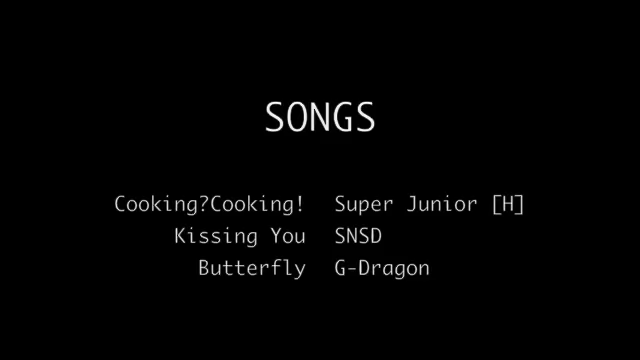 SONGS
Cooking?Cooking! Super Junior [H]
Kissing You SNSD
Butterfly G-Dragon